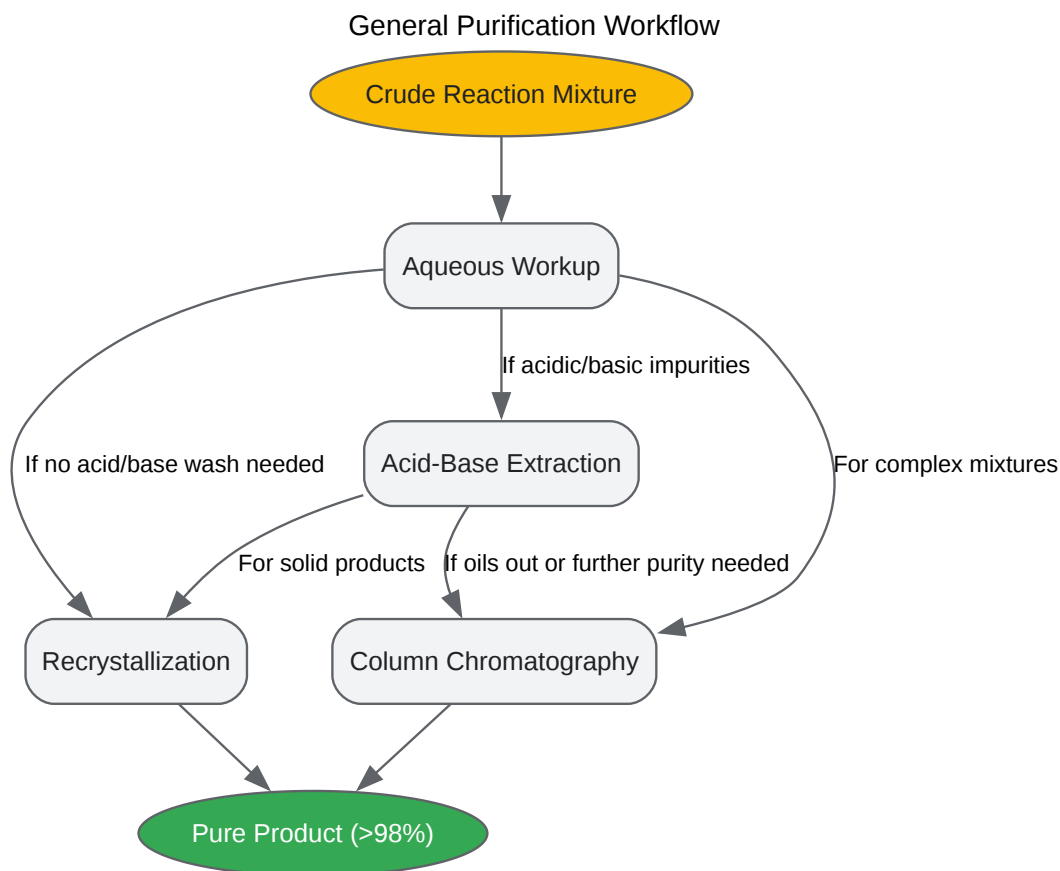 General Purification Workflow
Crude Reaction Mixture
Aqueous Workup
If acidic/basic impurities
If no acid/base wash needed
Acid-Base Extraction
For complex mixtures
For solid products
If oils out or further purity needed
Recrystallization
Column Chromatography
Pure Product (>98%)